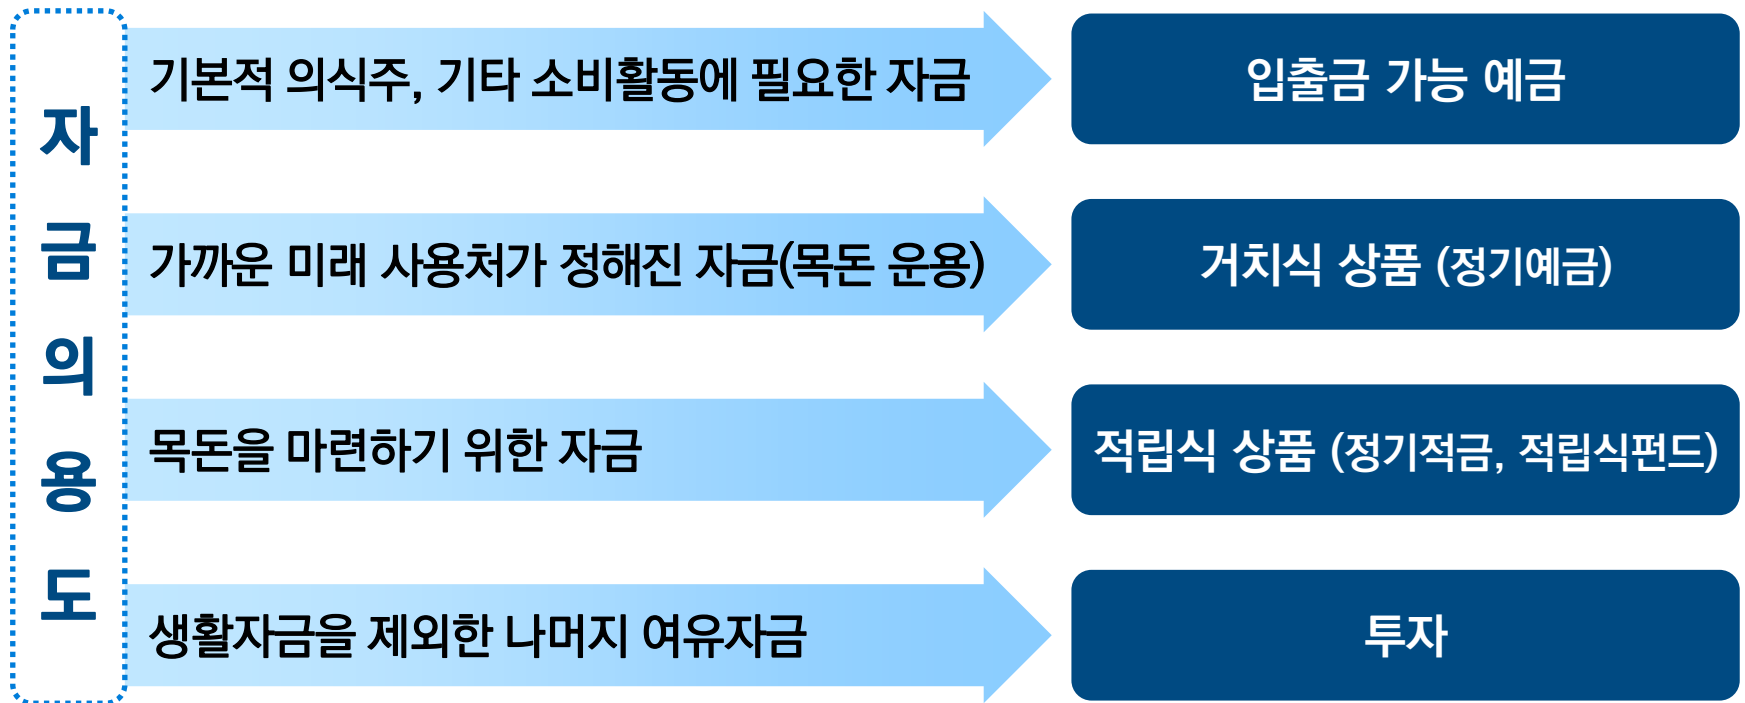 자금의용도
기본적 의식주, 기타 소비활동에 필요한 자금
입출금 가능 예금
가까운 미래 사용처가 정해진 자금(목돈 운용)
거치식 상품 (정기예금)
목돈을 마련하기 위한 자금
적립식 상품 (정기적금, 적립식펀드)
생활자금을 제외한 나머지 여유자금
투자